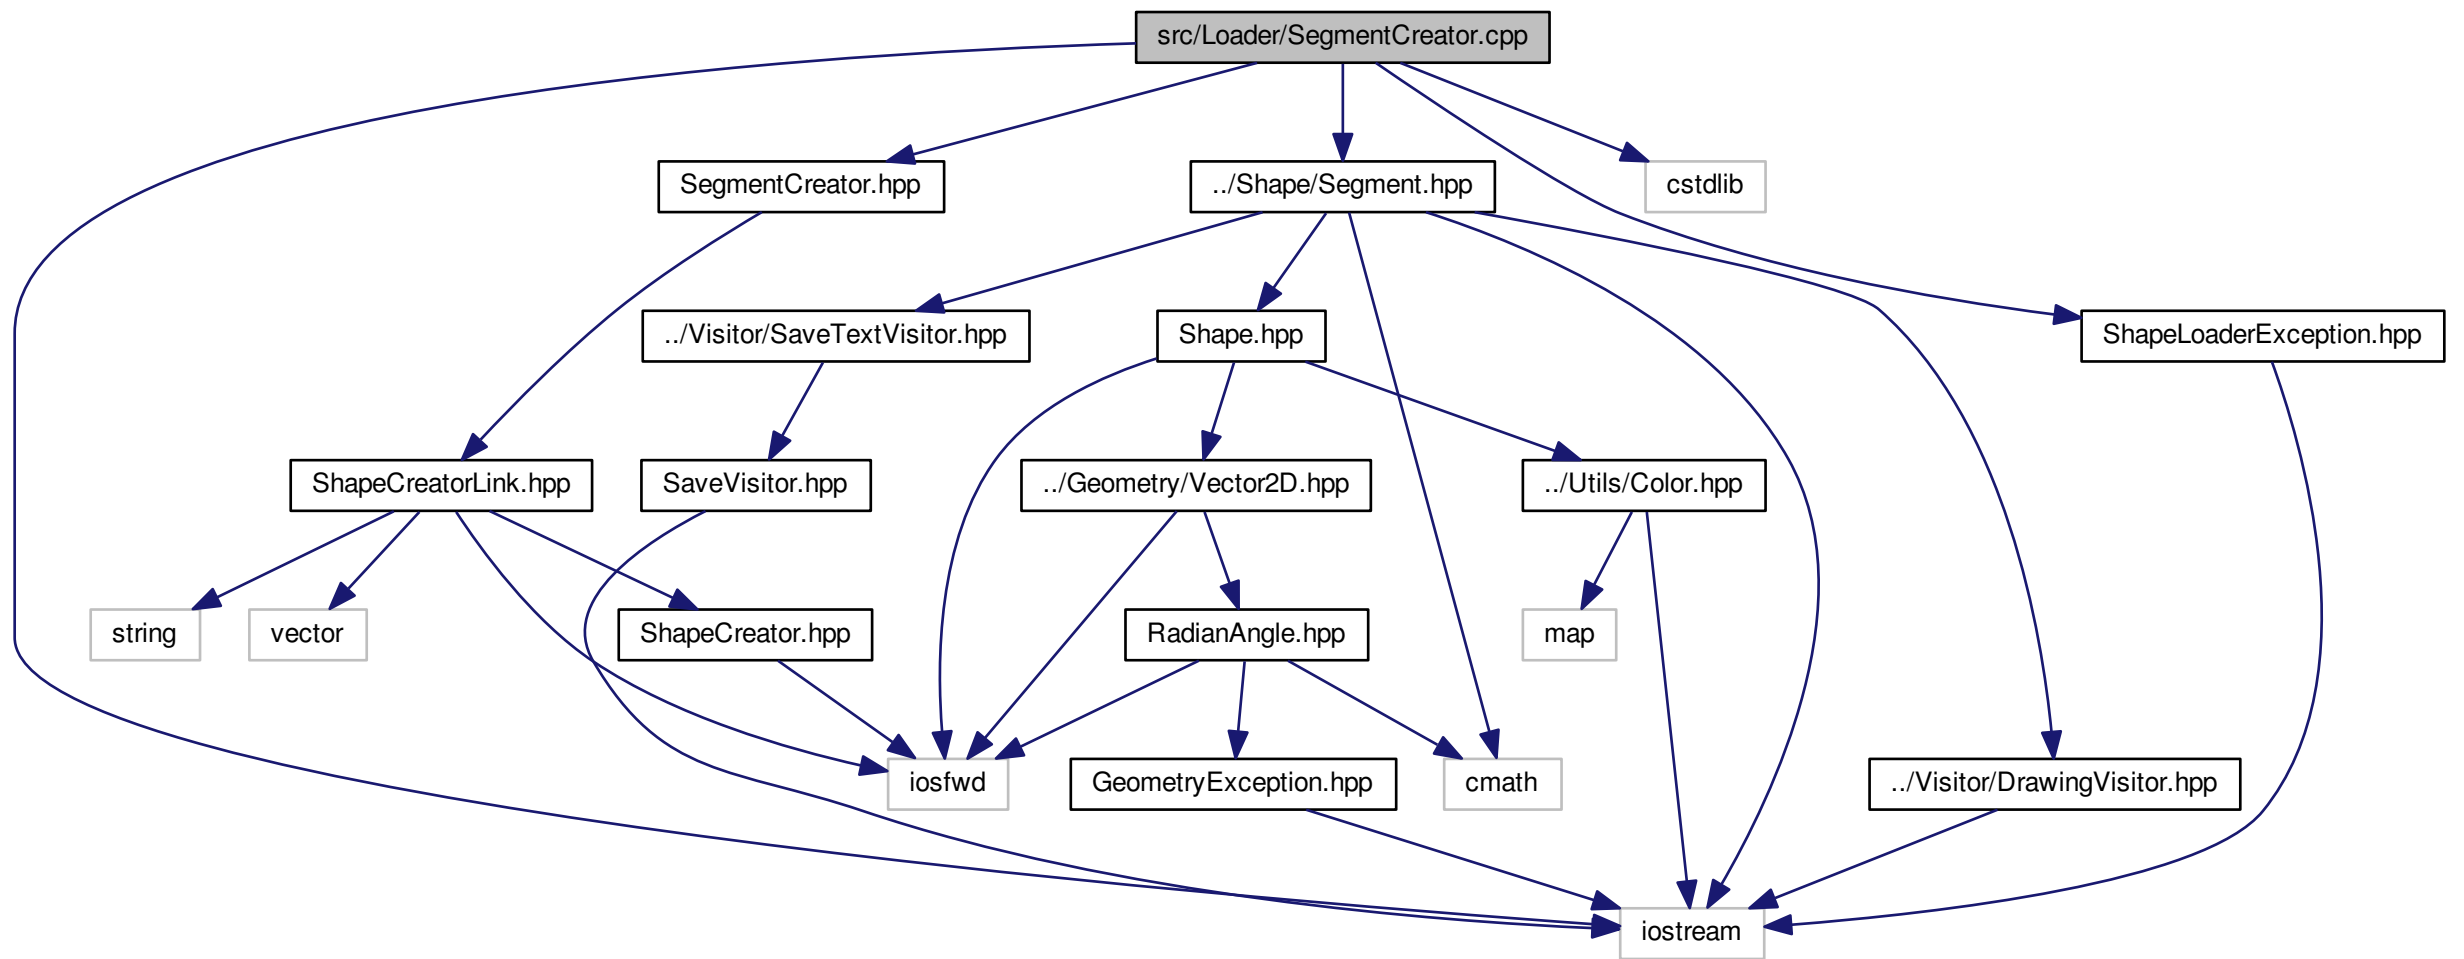 src/Loader/SegmentCreator.cpp
SegmentCreator.hpp
../Shape/Segment.hpp
cstdlib
../Visitor/SaveTextVisitor.hpp
Shape.hpp
ShapeLoaderException.hpp
ShapeCreatorLink.hpp
SaveVisitor.hpp
../Geometry/Vector2D.hpp
../Utils/Color.hpp
string
vector
ShapeCreator.hpp
RadianAngle.hpp
map
iosfwd
GeometryException.hpp
cmath
../Visitor/DrawingVisitor.hpp
iostream